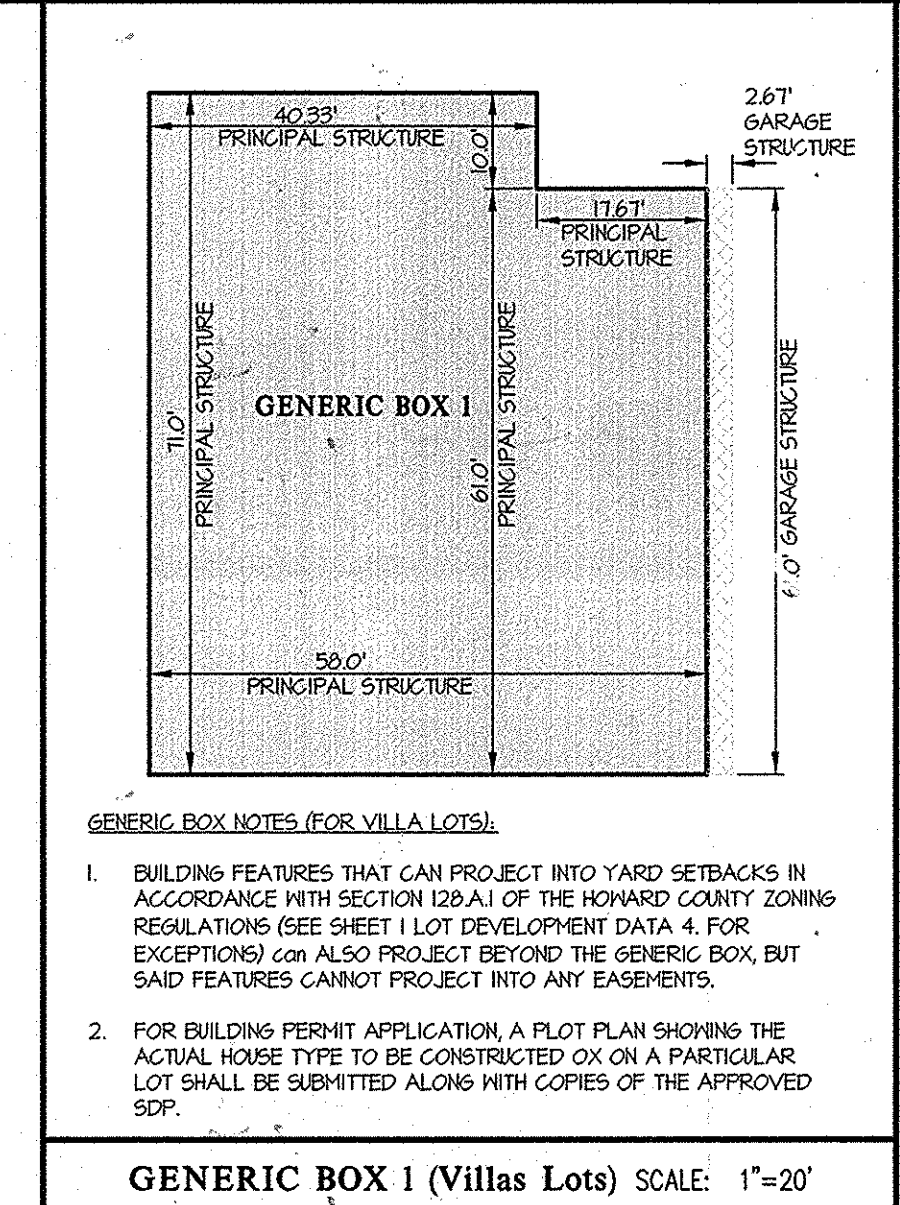 2.67'
GARAGE
STRUCTURE
40.33'
PRINCIPAL STRUCTURE
10.0'
17.67'
PRINCIPAL
STRUCTURE
71.0'
PRINCIPAL STRUCTURE
GENERIC BOX 1
61.0'
PRINCIPAL STRUCTURE
61.0' GARAGE STRUCTURE
58.0'
PRINCIPAL STRUCTURE
GENERIC BOX NOTES (FOR VILLA LOTS):
1. BUILDING FEATURES THAT CAN PROJECT INTO YARD SETBACKS IN
ACCORDANCE WITH SECTION 128.A.1 OF THE HOWARD COUNTY ZONING
REGULATIONS (SEE SHEET 1 LOT DEVELOPMENT DATA 4. FOR
EXCEPTIONS) can ALSO PROJECT BEYOND THE GENERIC BOX, BUT
SAID FEATURES CANNOT PROJECT INTO ANY EASEMENTS.
2. FOR BUILDING PERMIT APPLICATION, A PLOT PLAN SHOWING THE
ACTUAL HOUSE TYPE TO BE CONSTRUCTED OX ON A PARTICULAR
LOT SHALL BE SUBMITTED ALONG WITH COPIES OF THE APPROVED
SDP.
GENERIC BOX 1 (Villas Lots) SCALE: 1"=20'